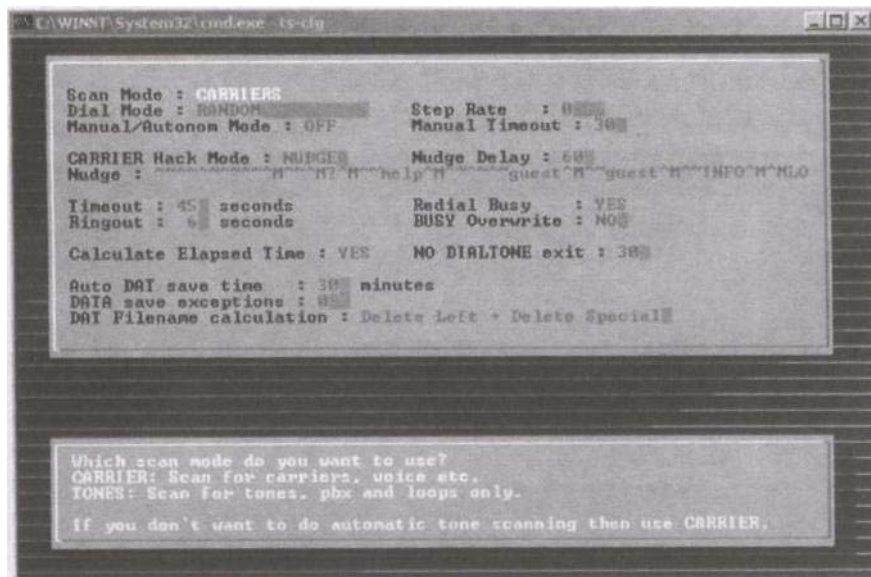 C:\WINNT\System32\cmd.exe - ts-cfg
Scan Mode : CARRIERS
Dial Mode : RANDOM Step Rate : 0
Manual/Autonom Mode : OFF Manual Timeout : 30
CARRIER Hack Mode : NUDGE Nudge Delay : 60
Nudge :
Timeout : 45 seconds Redial Busy : YES
Ringout : 6 seconds BUSY Overwrite : NO
Calculate Elapsed Time : YES NO DIALTONE exit : 30
Auto DAT save time : 30 minutes
DATA save exceptions : 0
DAT Filename calculation : Delete Left + Delete Special
Which scan mode do you want to use?
CARRIER: Scan for carriers, voice etc.
TONES: Scan for tones, pbx and loops only.
If you don't want to do automatic tone scanning then use CARRIER.